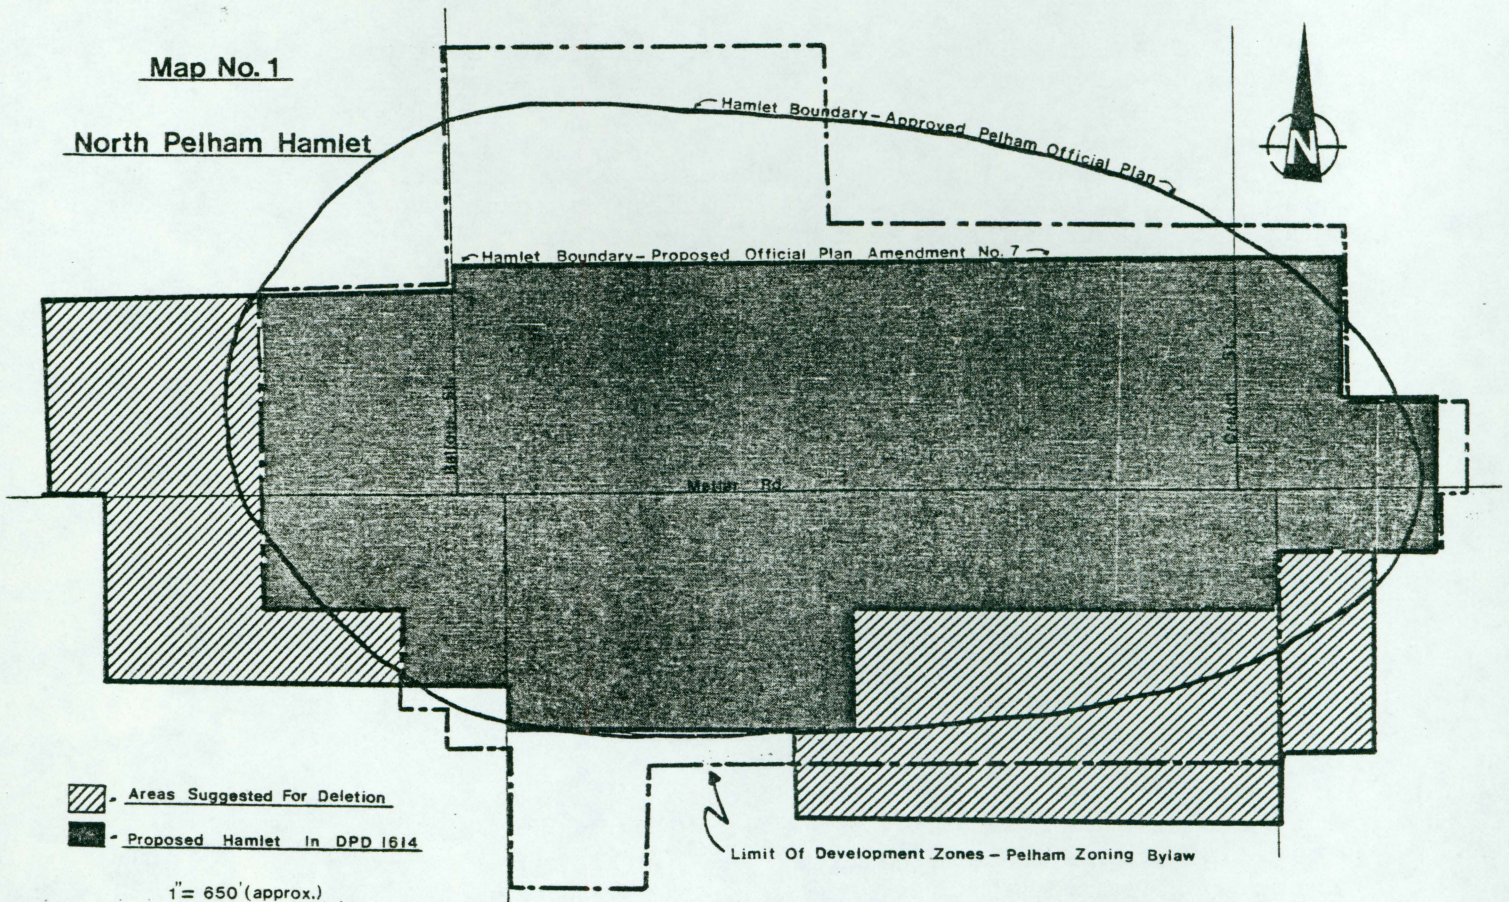 Map No. 1
North Pelham Hamlet
Hamlet Boundary - Approved Pelham Official Plan
N
Hamlet Boundary - Proposed Official Plan Amendment No. 7
St.
St.
Rd.
- Areas Suggested For Deletion
- Proposed Hamlet In DPD 1614
1" = 650' (approx.)
Limit Of Development Zones - Pelham Zoning Bylaw